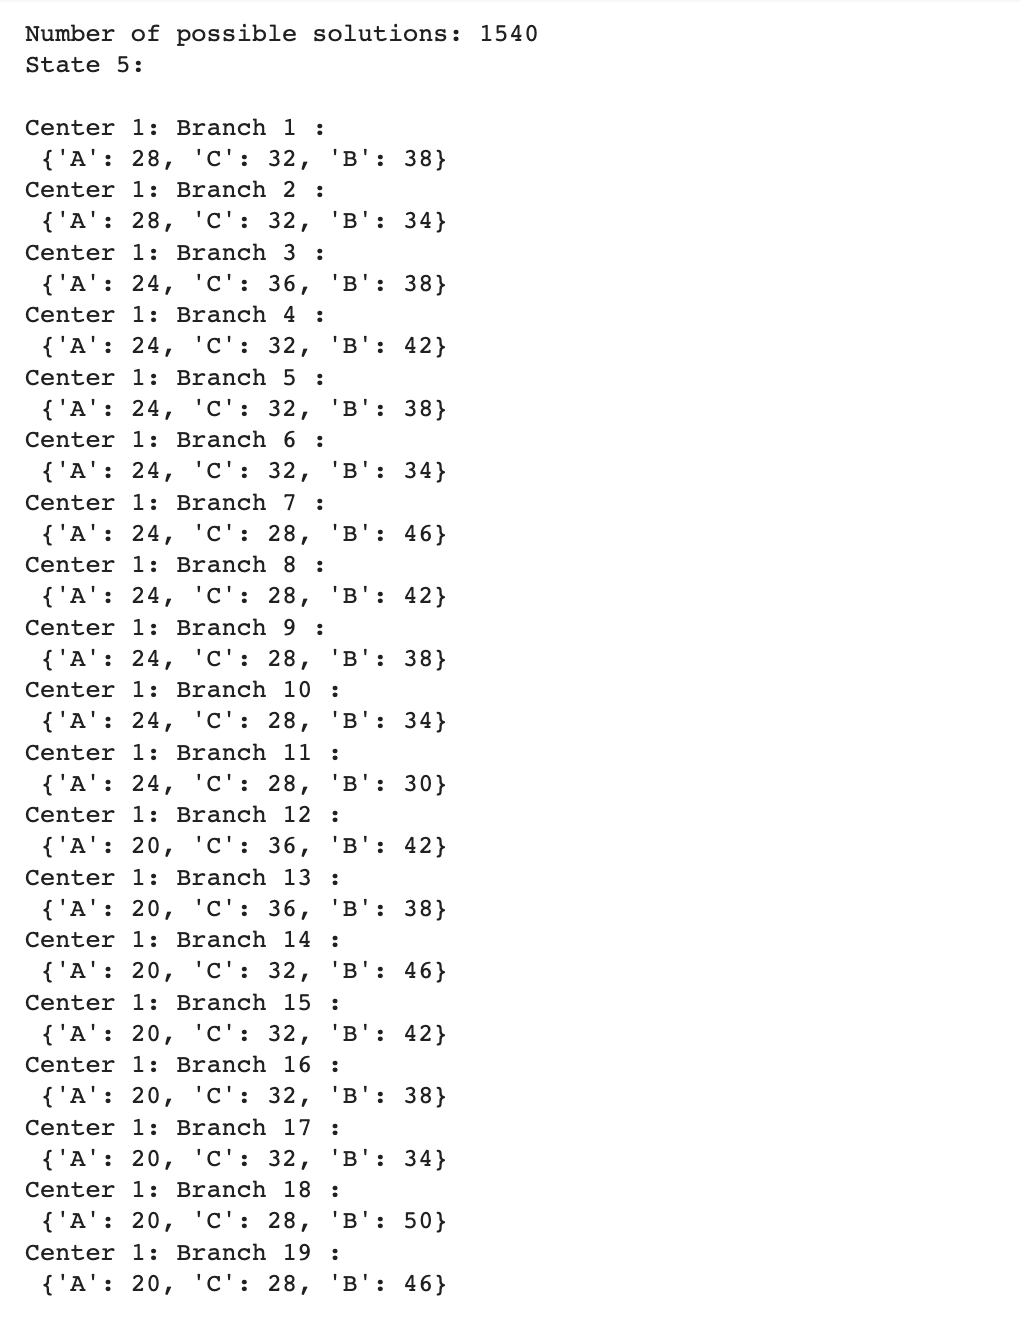 Number of possible solutions: 1540
State 5:
Center 1: Branch 1 :
{'A': 28, 'C': 32, 'B': 38}
Center 1: Branch 2 :
{'A': 28, 'C': 32, 'B': 34}
Center 1: Branch 3 :
{'A': 24, 'C': 36, 'B': 38}
Center 1: Branch 4 :
{'A': 24, 'C': 32, 'B': 42}
Center 1: Branch 5 :
{'A': 24, 'C': 32, 'B': 38}
Center 1: Branch 6 :
{'A': 24, 'C': 32, 'B': 34}
Center 1: Branch 7 :
{'A': 24, 'C': 28, 'B': 46}
Center 1: Branch 8 :
{'A': 24, 'C': 28, 'B': 42}
Center 1: Branch 9 :
{'A': 24, 'C': 28, 'B': 38}
Center 1: Branch 10 :
{'A': 24, 'C': 28, 'B': 34}
Center 1: Branch 11 :
{'A': 24, 'C': 28, 'B': 30}
Center 1: Branch 12 :
{'A': 20, 'C': 36, 'B': 42}
Center 1: Branch 13 :
{'A': 20, 'C': 36, 'B': 38}
Center 1: Branch 14 :
{'A': 20, 'C': 32, 'B': 46}
Center 1: Branch 15 :
{'A': 20, 'C': 32, 'B': 42}
Center 1: Branch 16 :
{'A': 20, 'C': 32, 'B': 38}
Center 1: Branch 17 :
{'A': 20, 'C': 32, 'B': 34}
Center 1: Branch 18 :
{'A': 20, 'C': 28, 'B': 50}
Center 1: Branch 19 :
{'A': 20, 'C': 28, 'B': 46}